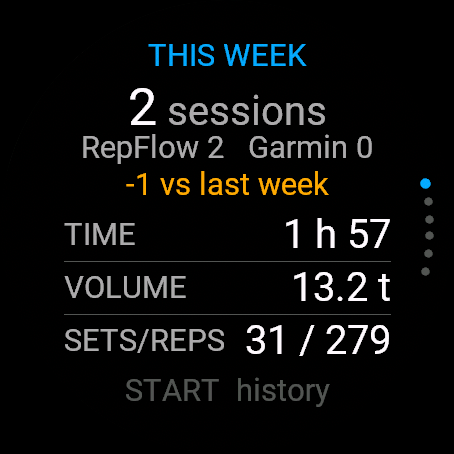 THIS WEEK
2 sessions
RepFlow 2 Garmin 0
-1 vs last week
TIME 1 h 57
VOLUME 13.2 t
SETS/REPS 31 / 279
START history